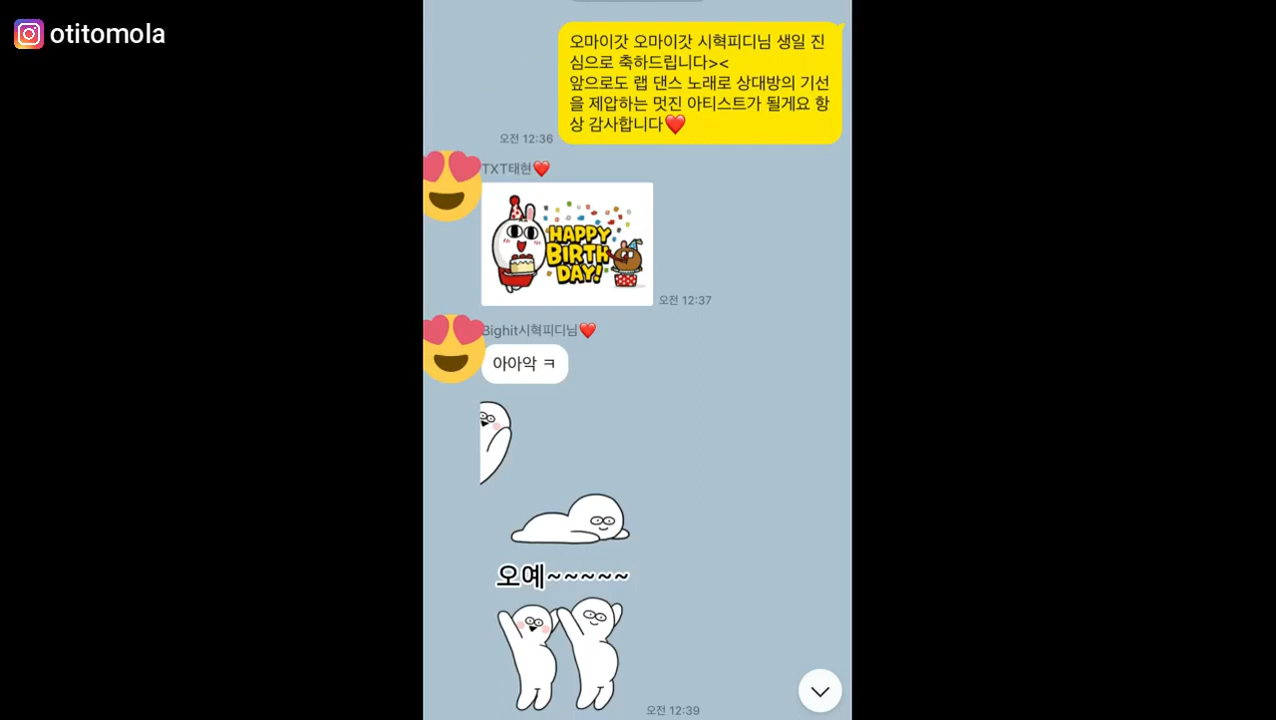 otitomola
오마이갓 오마이갓 시혁피디님 생일 진
심으로 축하드립니다><
앞으로도 랩 댄스 노래로 상대방의 기선
을 제압하는 멋진 아티스트가 될게요 항
상 감사합니다❤️
오전 12:36
TXT태현❤️
HAPPY
BIRTH
DAY!
오전 12:37
Bighit시혁피디님❤️
아아악 ㅋ
오예~~~~~
오전 12:39